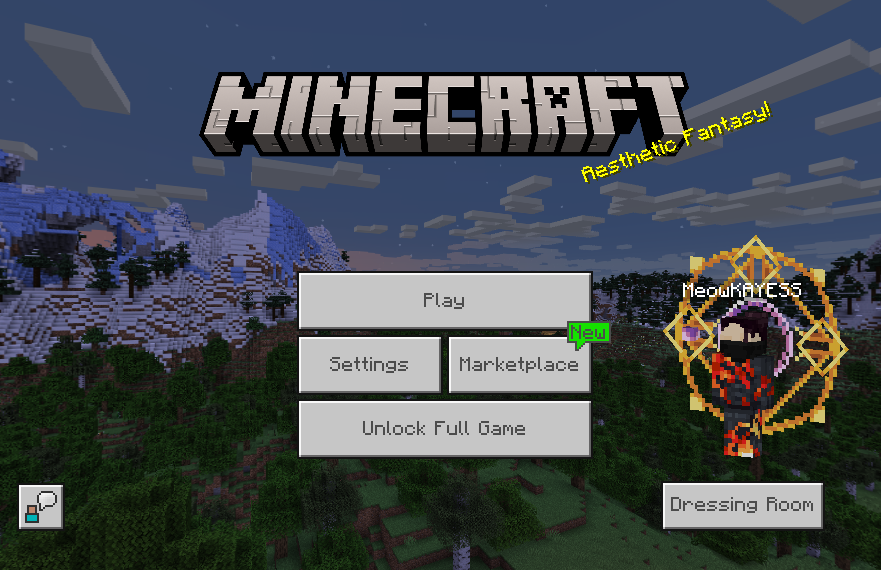 MINECRAFT
Aesthetic Fantasy!
MeowKAYESS
Play
New
Settings
Marketplace
Unlock Full Game
Dressing Room